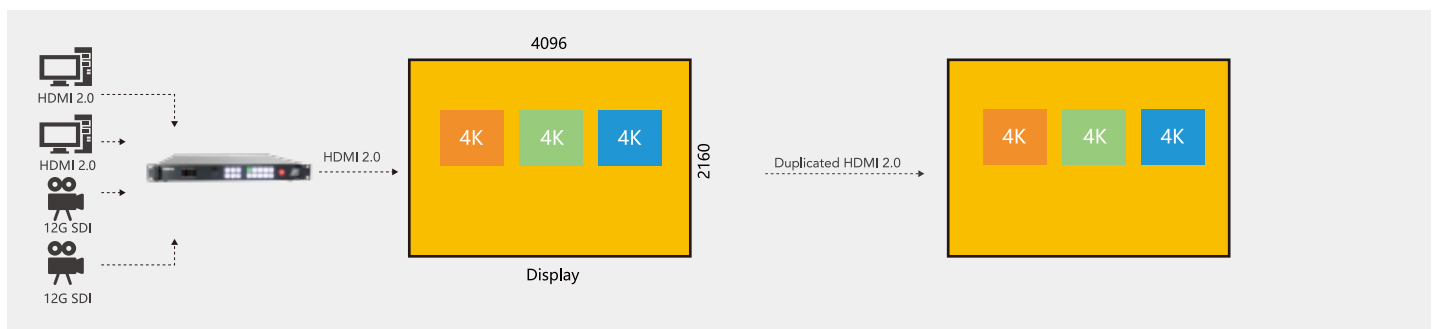 HDMI 2.0
HDMI 2.0
12G SDI
12G SDI
HDMI 2.0
4096
4K 4K 4K
2160
Display
Duplicated HDMI 2.0
4K 4K 4K